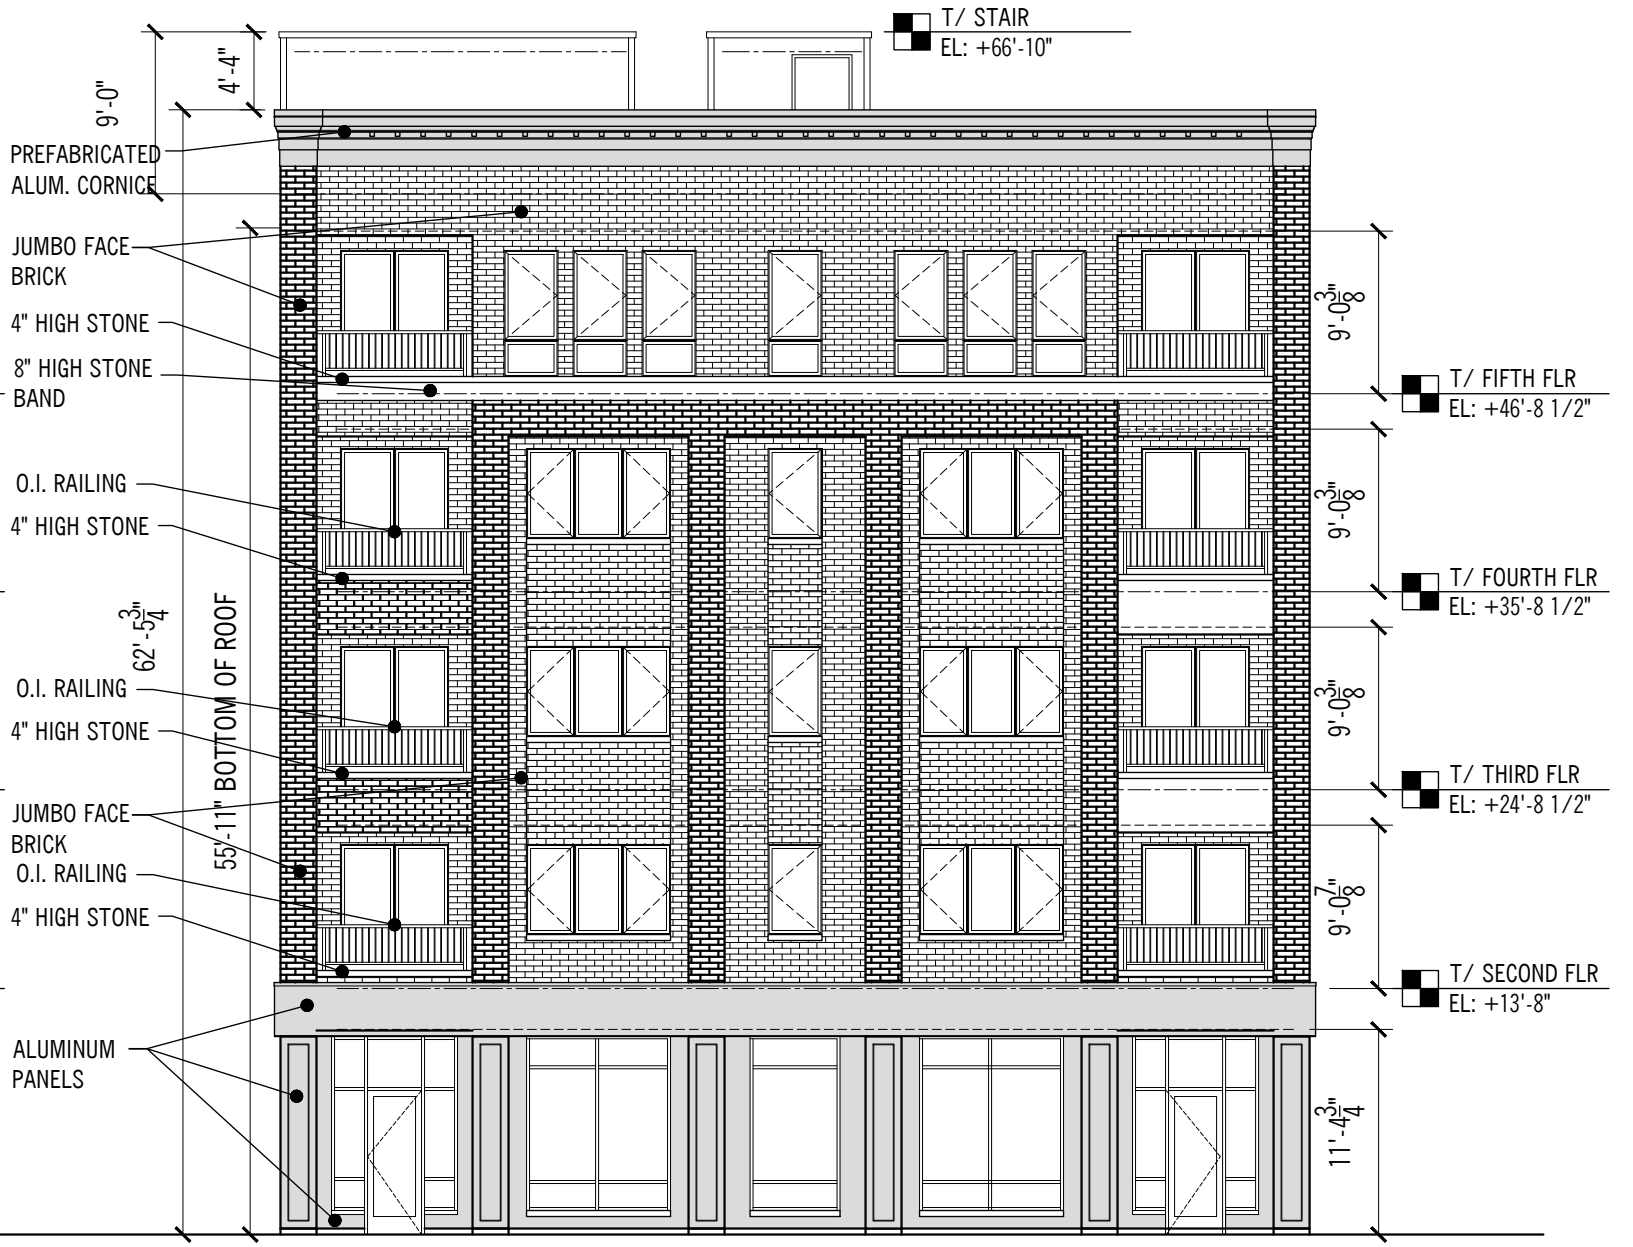 T/ STAIR
EL: +66'-10"
4'-4"
9'-0"
PREFABRICATED
ALUM. CORNICE
JUMBO FACE
BRICK
4" HIGH STONE
8" HIGH STONE
BAND
9'-0 3/8
T/ FIFTH FLR
EL: +46'-8 1/2"
O.I. RAILING
4" HIGH STONE
9'-0 3/8
T/ FOURTH FLR
EL: +35'-8 1/2"
62'-5 3/4"
55'-11" BOTTOM OF ROOF
O.I. RAILING
4" HIGH STONE
9'-0 3/8
T/ THIRD FLR
EL: +24'-8 1/2"
JUMBO FACE
BRICK
O.I. RAILING
4" HIGH STONE
9'-0 7/8"
T/ SECOND FLR
EL: +13'-8"
ALUMINUM
PANELS
11'-4 3/4"